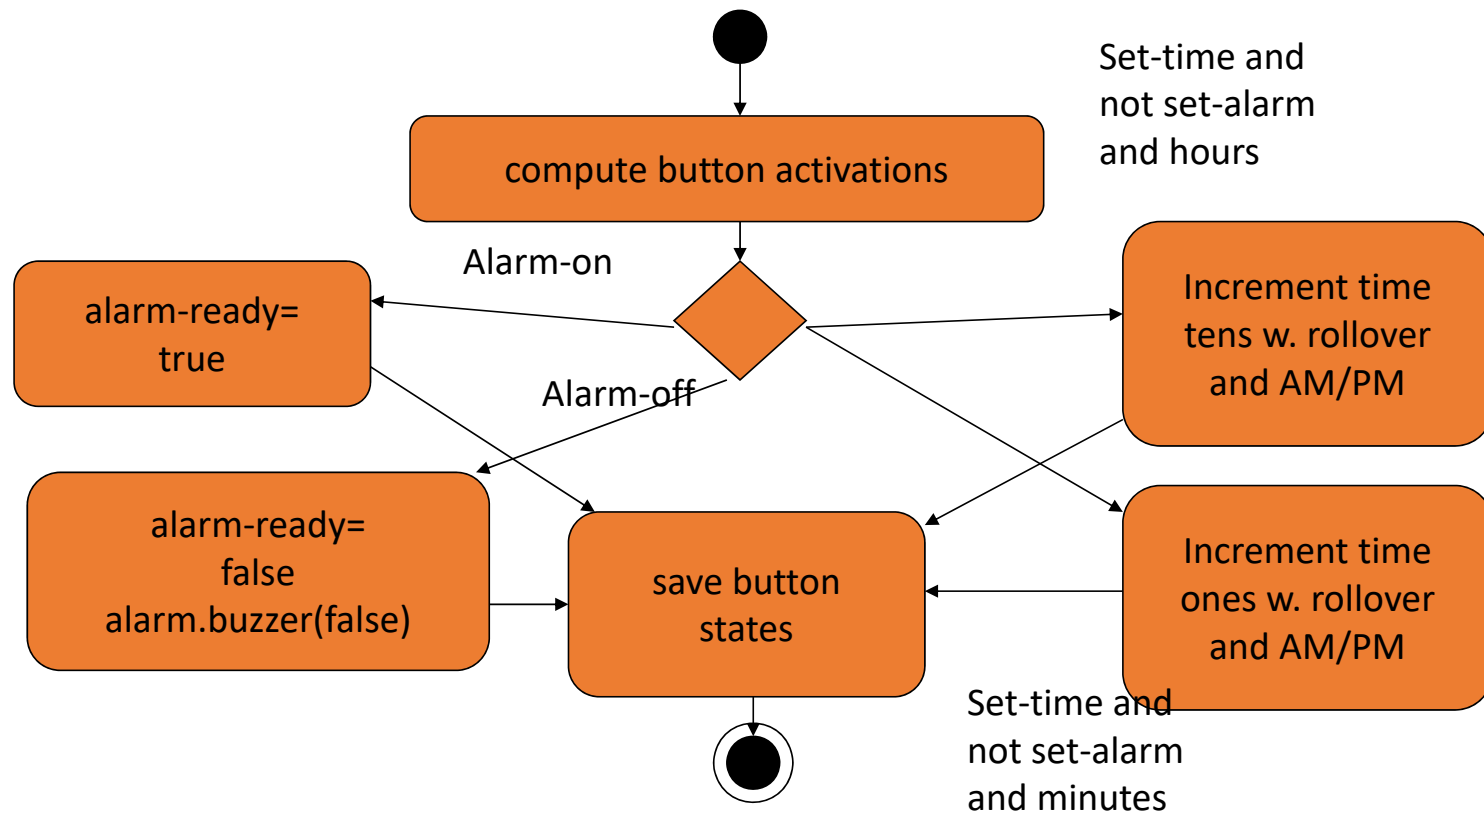 Set-time and
not set-alarm
and hours
compute button activations
Alarm-on
alarm-ready=
true
Increment time
tens w. rollover
and AM/PM
Alarm-off
alarm-ready=
false
alarm.buzzer(false)
save button
states
Increment time
ones w. rollover
and AM/PM
Set-time and
not set-alarm
and minutes